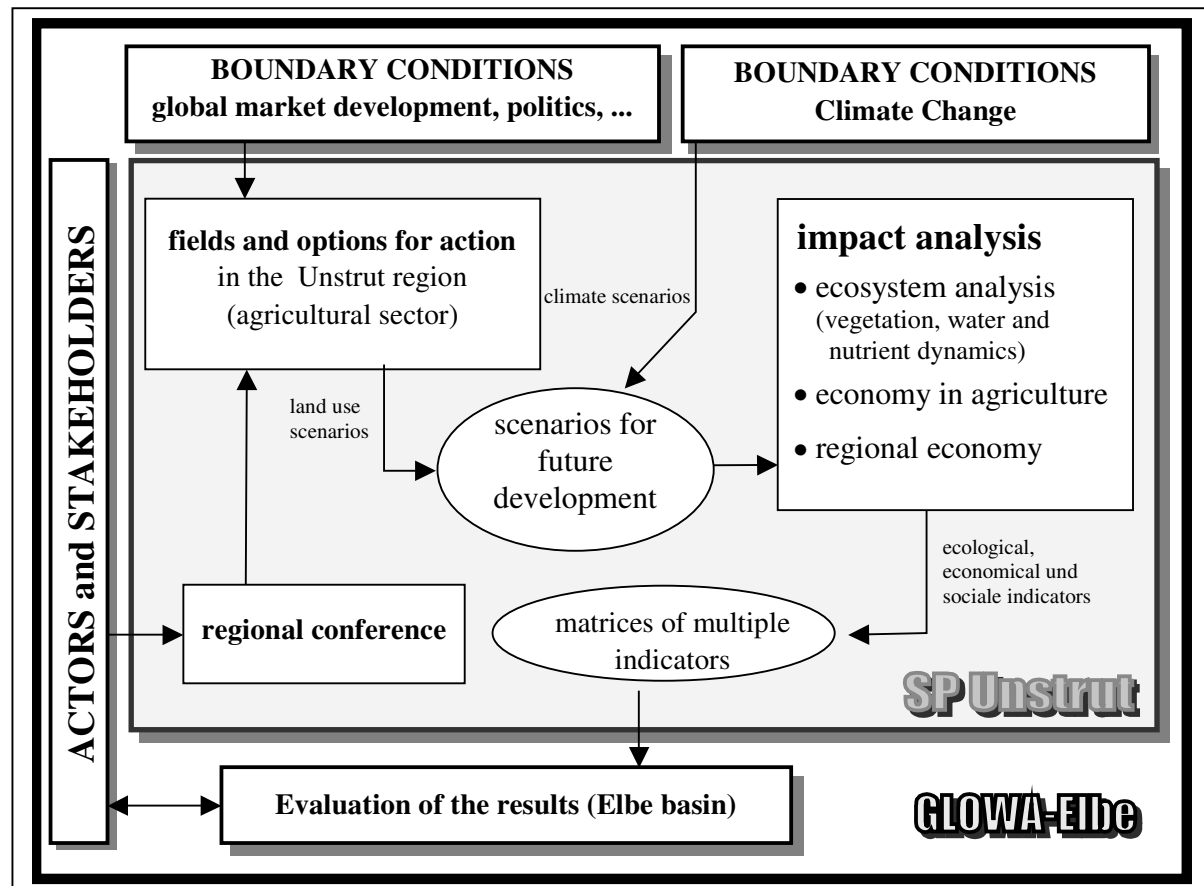 BOUNDARY CONDITIONS
global market development, politics, ...
BOUNDARY CONDITIONS
Climate Change
ACTORS and STAKEHOLDERS
fields and options for action
in the Unstrut region
(agricultural sector)
climate scenarios
land use
scenarios
scenarios for
future
development
impact analysis
• ecosystem analysis
(vegetation, water and
nutrient dynamics)
• economy in agriculture
• regional economy
ecological,
economical und
sociale indicators
regional conference
matrices of multiple
indicators
SP Unstrut
Evaluation of the results (Elbe basin)
GLOWA-Elbe